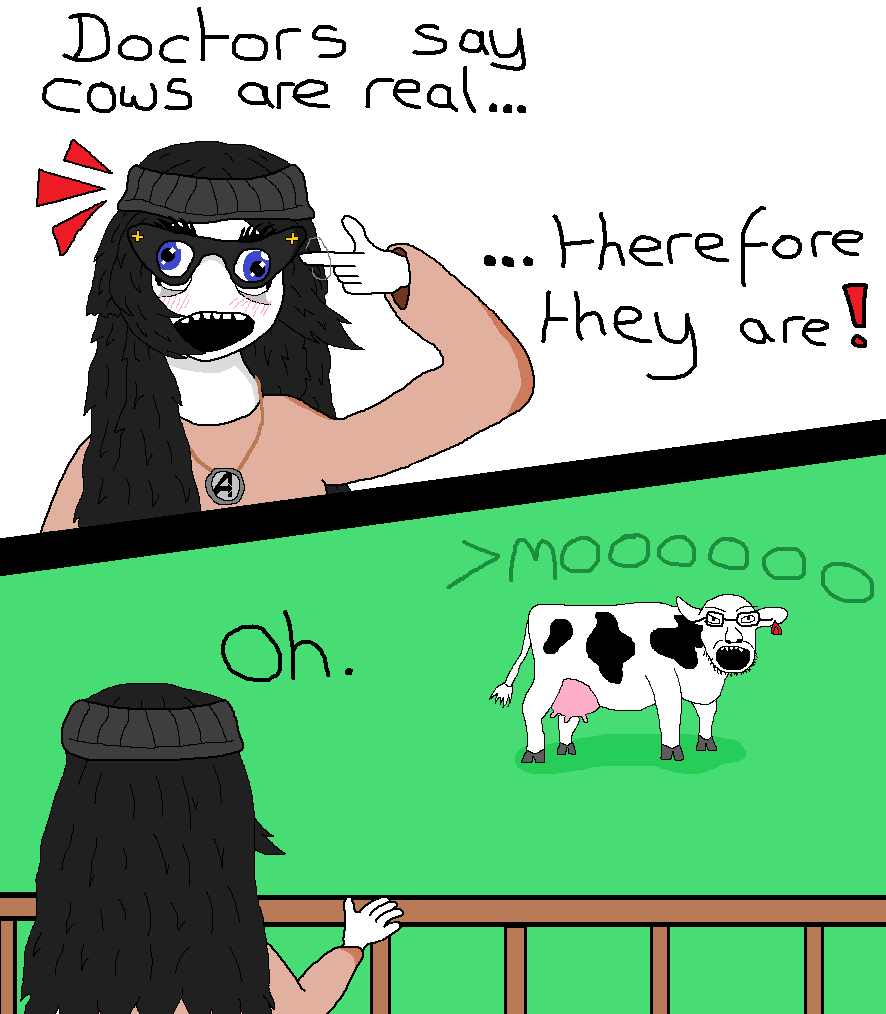 Doctors say
cows are real...
...therefore
they are!
A
>MOOOOOO
Oh.